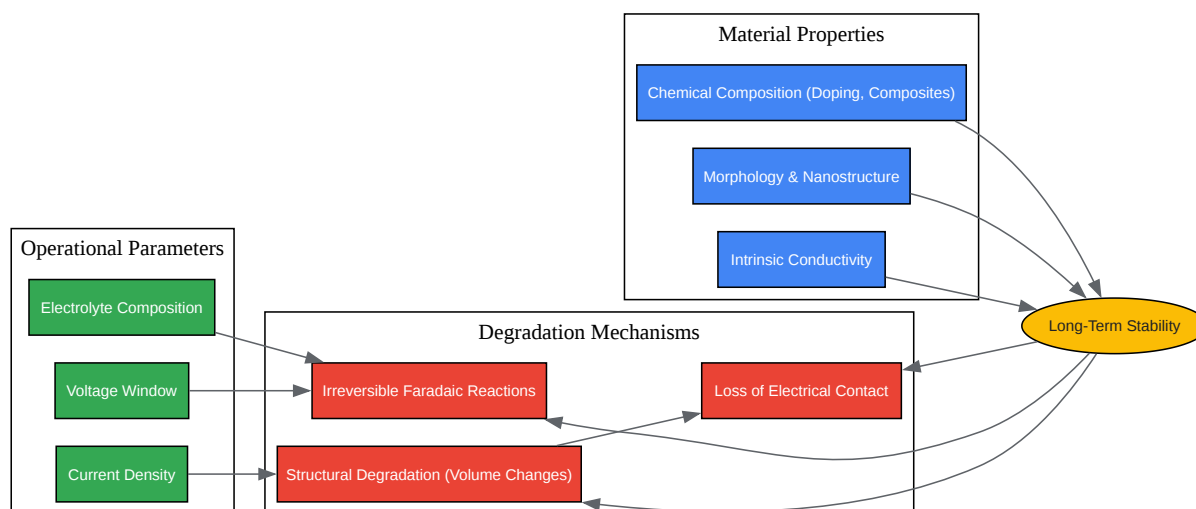 Material Properties
Chemical Composition (Doping, Composites)
Morphology & Nanostructure
Intrinsic Conductivity
Operational Parameters
Electrolyte Composition
Voltage Window
Current Density
Degradation Mechanisms
Irreversible Faradaic Reactions
Loss of Electrical Contact
Structural Degradation (Volume Changes)
Long-Term Stability